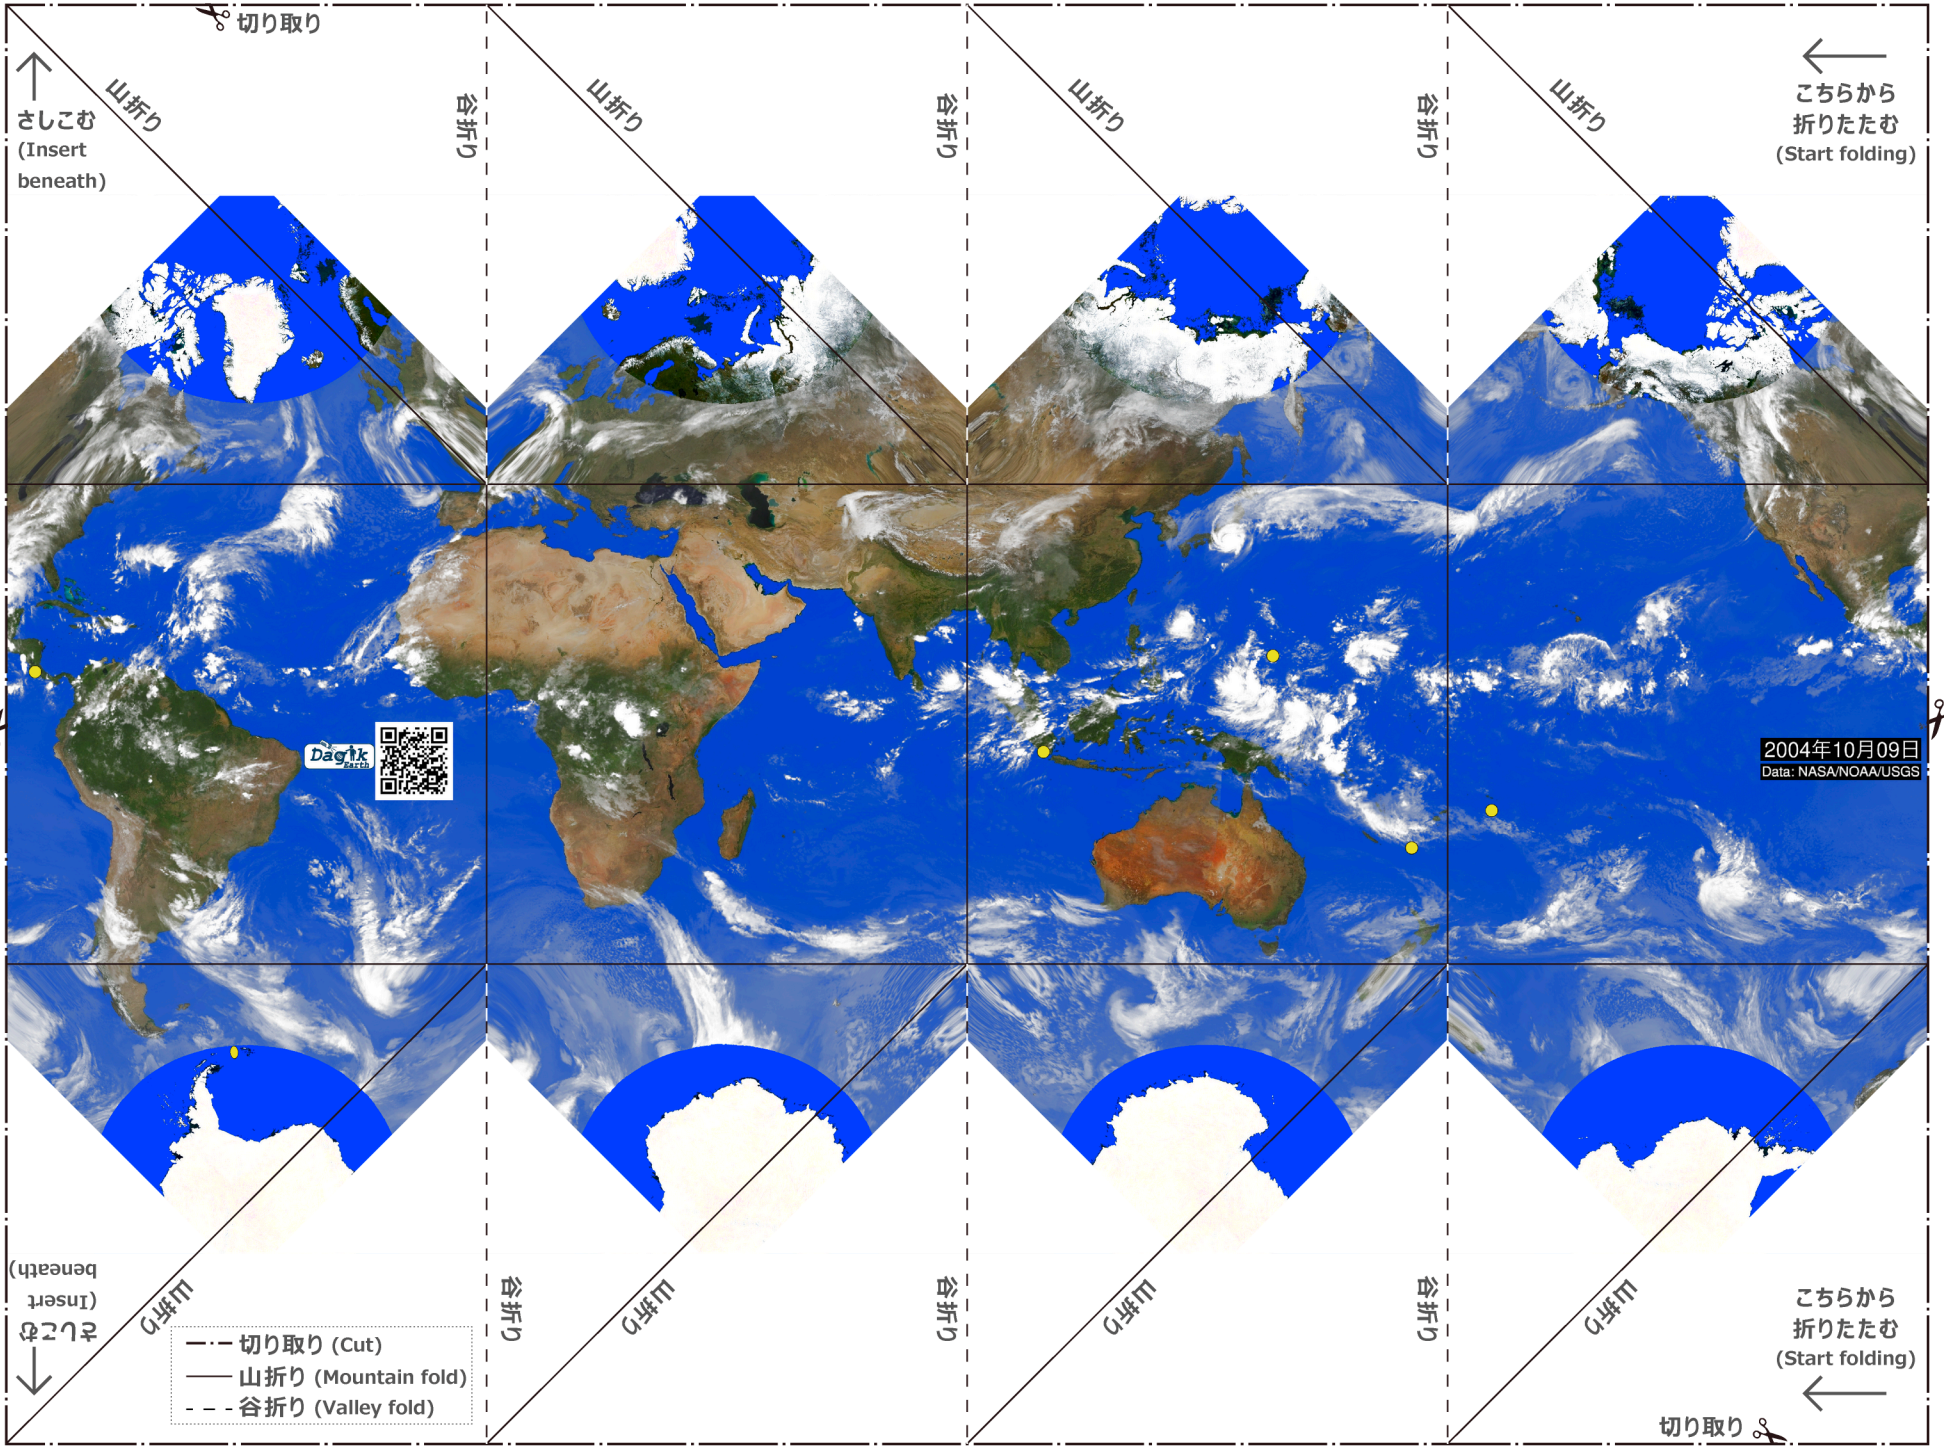 切り取り
山折り
谷折り
山折り
谷折り
山折り
谷折り
山折り
さしこむ
(Insert
beneath)
こちらから
折りたたむ
(Start folding)
Dagik
Earth
2004年10月09日
Data: NASA/NOAA/USGS
さしこむ
(Insert
beneath)
山折り
谷折り
山折り
谷折り
山折り
谷折り
山折り
切り取り (Cut)
山折り (Mountain fold)
谷折り (Valley fold)
こちらから
折りたたむ
(Start folding)
切り取り